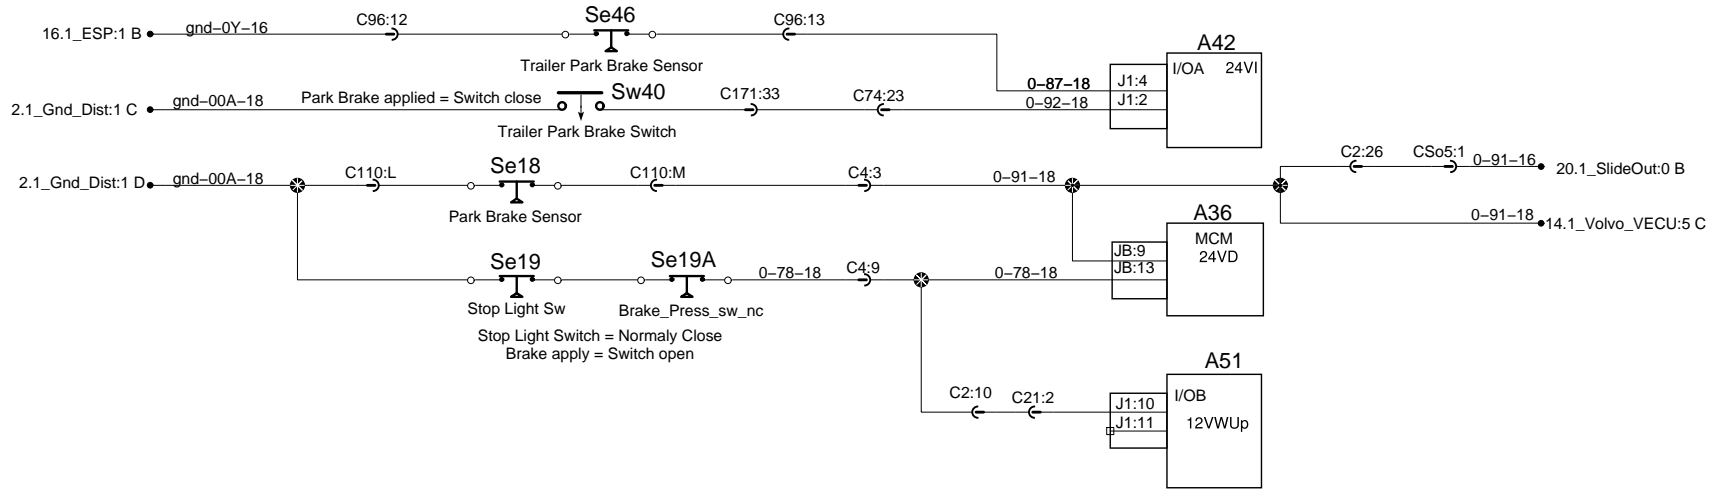 16.1_ESP:1 B
gnd-0Y-16
C96:12
Se46
Trailer Park Brake Sensor
C96:13
0-87-18
A42
I/OA 24VI
J1:4
J1:2
2.1_Gnd_Dist:1 C
gnd-00A-18
Park Brake applied = Switch close
Sw40
Trailer Park Brake Switch
C171:33
C74:23
0-92-18
2.1_Gnd_Dist:1 D
gnd-00A-18
C110:L
Se18
Park Brake Sensor
C110:M
C4:3
0-91-18
C2:26
CSo5:1
0-91-16
20.1_SlideOut:0 B
0-91-18
14.1_Volvo_VECU:5 C
A36
MCM
24VD
JB:9
JB:13
Se19
Stop Light Sw
Se19A
Brake_Press_sw_nc
0-78-18
C4:9
0-78-18
Stop Light Switch = Normaly Close
Brake apply = Switch open
A51
I/OB
12VWUp
C2:10
C21:2
J1:10
J1:11